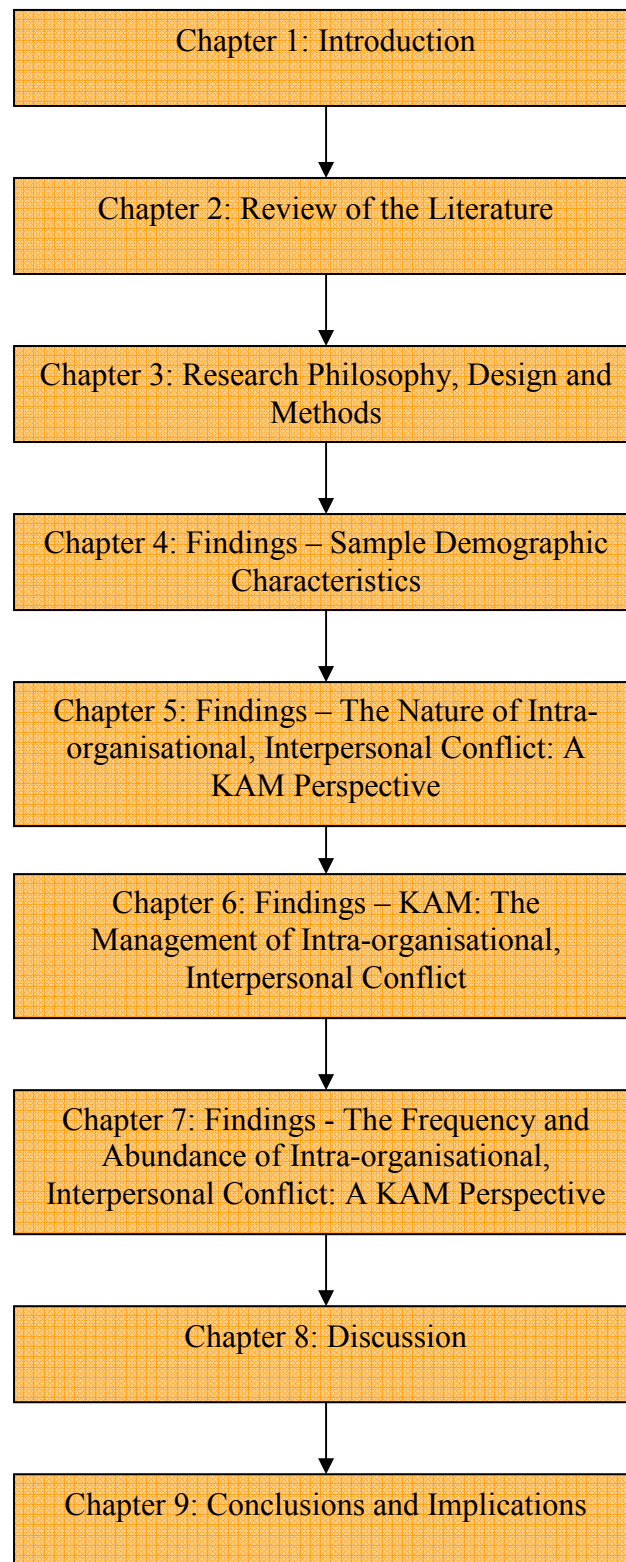 Chapter 1: Introduction
Chapter 2: Review of the Literature
Chapter 3: Research Philosophy, Design and
Methods
Chapter 4: Findings – Sample Demographic
Characteristics
Chapter 5: Findings – The Nature of Intra-
organisational, Interpersonal Conflict: A
KAM Perspective
Chapter 6: Findings – KAM: The
Management of Intra-organisational,
Interpersonal Conflict
Chapter 7: Findings - The Frequency and
Abundance of Intra-organisational,
Interpersonal Conflict: A KAM Perspective
Chapter 8: Discussion
Chapter 9: Conclusions and Implications